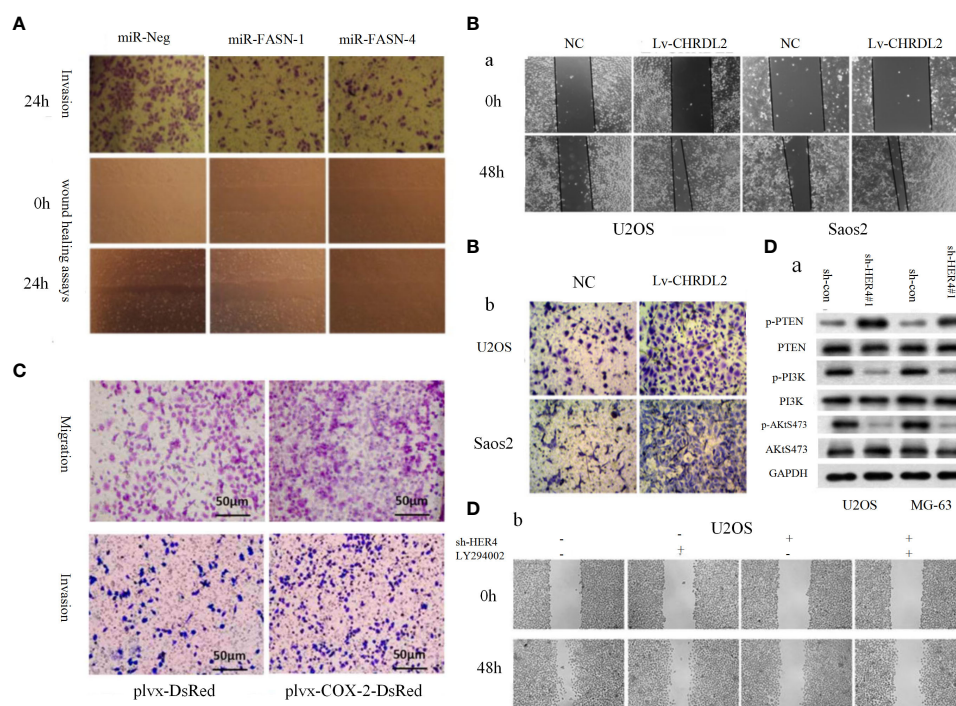 A
miR-Neg miR-FASN-1 miR-FASN-4
Invasion
24h
wound healing assays
0h
24h
B
NC Lv-CHRDL2 NC Lv-CHRDL2
a
0h
48h
U2OS Saos2
B
b
NC Lv-CHRDL2
U2OS
Saos2
C
Migration
50μm 50μm
Invasion
50μm 50μm
plvx-DsRed plvx-COX-2-DsRed
D
a
sh-con sh-HER4#1 sh-con sh-HER4#1
p-PTEN
PTEN
p-PI3K
PI3K
p-AKtS473
AKtS473
GAPDH
U2OS MG-63
D
b
U2OS
sh-HER4 - - + +
LY294002 - + - +
0h
48h